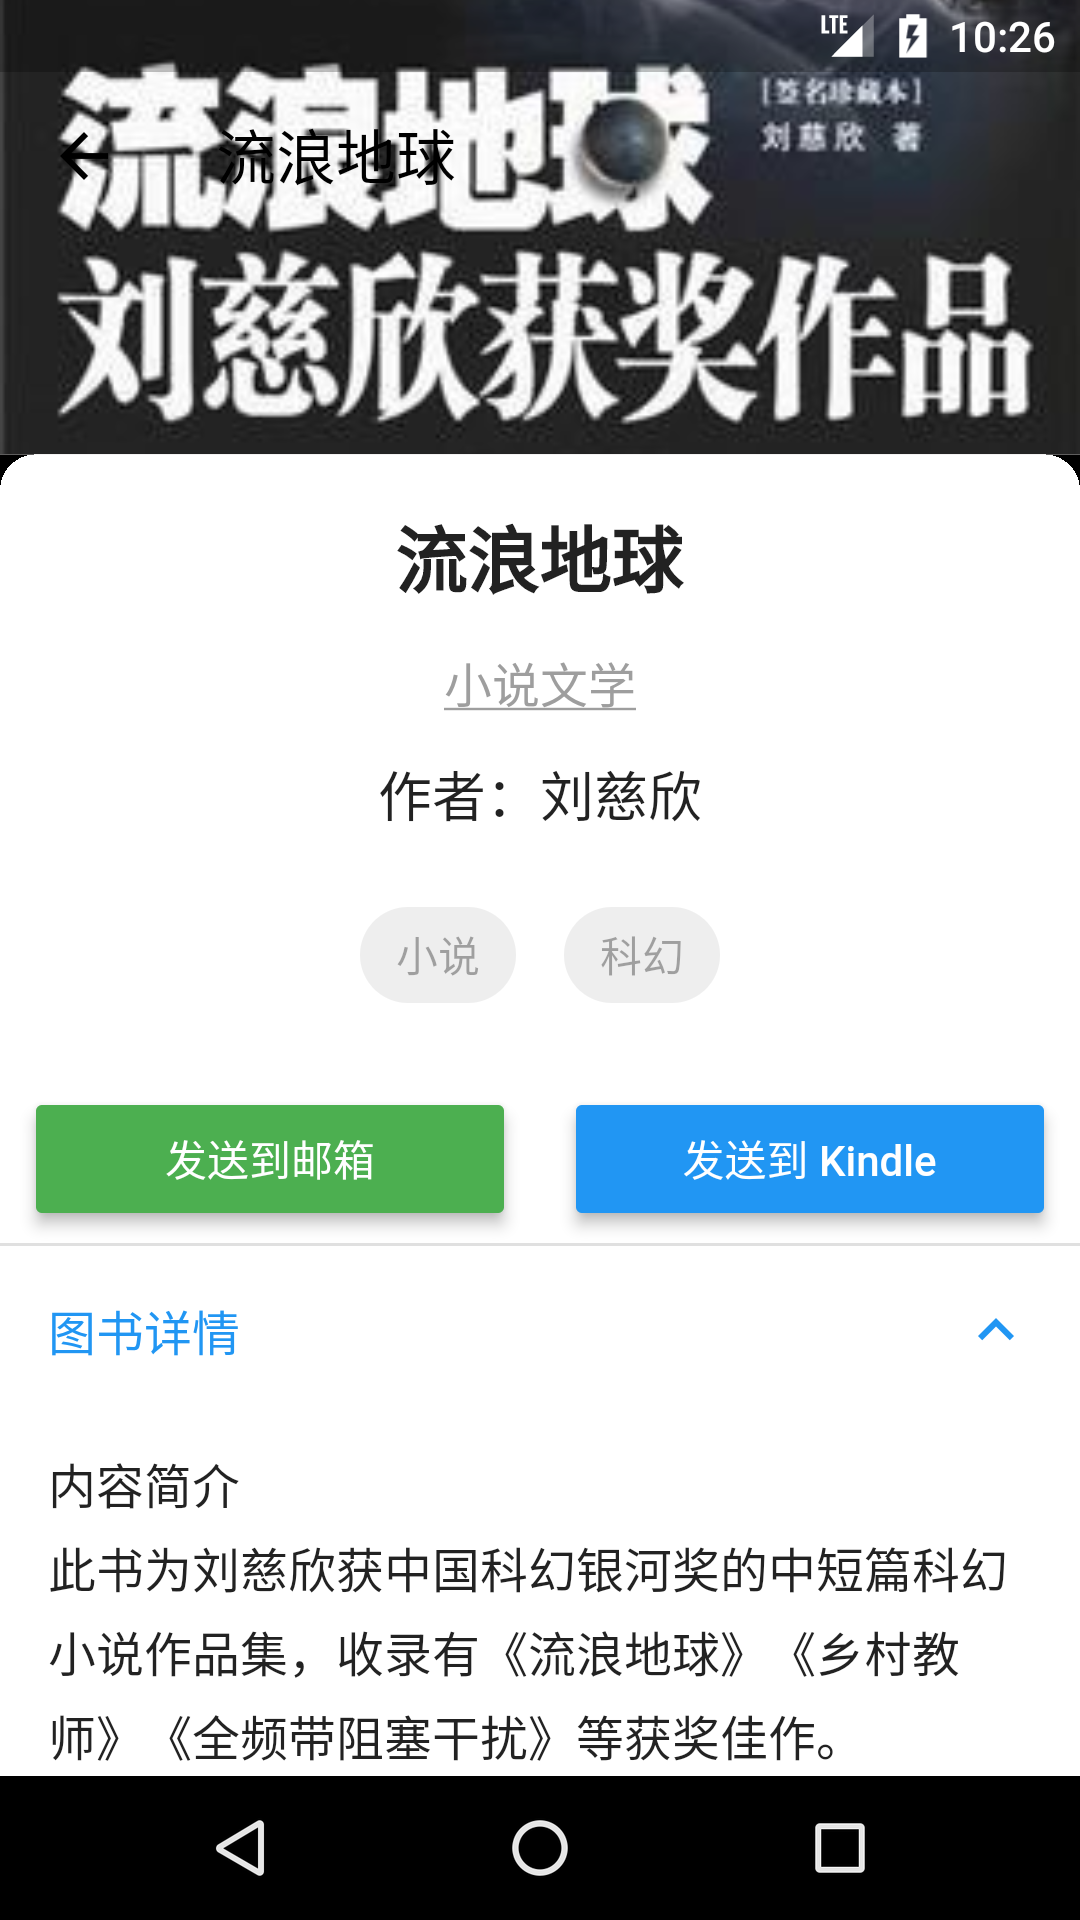 LTE 10:26
流浪地球
[签名珍藏本]
刘慈欣 著
流浪地球
刘慈欣获奖作品
流浪地球
小说文学
作者：刘慈欣
小说 科幻
发送到邮箱 发送到 Kindle
图书详情
内容简介
此书为刘慈欣获中国科幻银河奖的中短篇科幻
小说作品集，收录有《流浪地球》《乡村教
师》《全频带阻塞干扰》等获奖佳作。